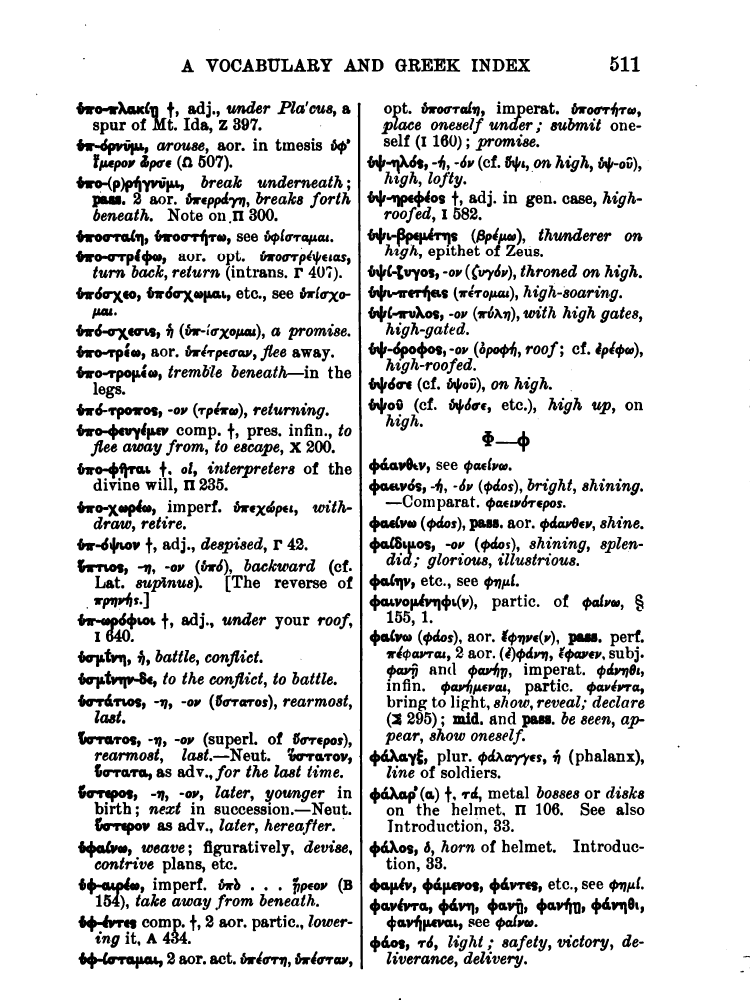 A VOCABULARY AND GREEK INDEX 511
ὑπο-πλακίῃ †, adj., under Pla'cus, a
spur of Mt. Ida, Ζ 397.
ὑπ-όρνῡμι, arouse, aor. in tmesis ὑφ'
ἵμερον ὦρσε (Ω 507).
ὑπο-(ρ)ρήγνῡμι, break underneath;
pass. 2 aor. ὑπερράγη, breaks forth
beneath. Note on Π 300.
ὑποσταίη, ὑποστήτω, see ὑφίσταμαι.
ὑπο-στρέφω, aor. opt. ὑποστρέψειας,
turn back, return (intrans. Γ 407).
ὑπόσχεο, ὑπόσχωμαι, etc., see ὑπίσχο-
μαι.
ὑπό-σχεσις, ἡ (ὑπ-ίσχομαι), a promise.
ὑπο-τρέω, aor. ὑπέτρεσαν, flee away.
ὑπο-τρομέω, tremble beneath—in the
legs.
ὑπό-τροπος, -ον (τρέπω), returning.
ὑπο-φευγέμεν comp. †, pres. infin., to
flee away from, to escape, Χ 200.
ὑπο-φῆται †, οἱ, interpreters of the
divine will, Π 235.
ὑπο-χωρέω, imperf. ὑπεχώρει, with-
draw, retire.
ὑπ-όψιον †, adj., despised, Γ 42.
ὕπτιος, -η, -ον (ὑπό), backward (cf.
Lat. supīnus). [The reverse of
πρηνής.]
ὑπ-ωρόφιοι †, adj., under your roof,
Ι 640.
ὑσμίνη, ἡ, battle, conflict.
ὑσμίνην-δε, to the conflict, to battle.
ὑστάτιος, -η, -ον (ὕστατος), rearmost,
last.
ὕστατος, -η, -ον (superl. of ὕστερος),
rearmost, last.—Neut. ὕστατον,
ὕστατα, as adv., for the last time.
ὕστερος, -η, -ον, later, younger in
birth; next in succession.—Neut.
ὕστερον as adv., later, hereafter.
ὑφαίνω, weave; figuratively, devise,
contrive plans, etc.
ὑφ-αιρέω, imperf. ὑπὸ . . . ᾕρεον (Β
154), take away from beneath.
ὑφ-έντες comp. †, 2 aor. partic., lower-
ing it, Α 434.
ὑφ-ίσταμαι, 2 aor. act. ὑπέστη, ὑπέσταν,
opt. ὑποσταίη, imperat. ὑποστήτω,
place oneself under; submit one-
self (Ι 160); promise.
ὑψ-ηλός, -ή, -όν (cf. ὕψι, on high, ὑψ-οῦ),
high, lofty.
ὑψ-ηρεφέος †, adj. in gen. case, high-
roofed, Ι 582.
ὑψι-βρεμέτης (βρέμω), thunderer on
high, epithet of Zeus.
ὑψί-ζυγος, -ον (ζυγόν), throned on high.
ὑψι-πετήεις (πέτομαι), high-soaring.
ὑψί-πυλος, -ον (πύλη), with high gates,
high-gated.
ὑψ-όροφος, -ον (ὀροφή, roof; cf. ἐρέφω),
high-roofed.
ὑψόσε (cf. ὑψοῦ), on high.
ὑψοῦ (cf. ὑψόσε, etc.), high up, on
high.
Φ—φ
φάανθεν, see φαείνω.
φαεινός, -ή, -όν (φάος), bright, shining.
—Comparat. φαεινότερος.
φαείνω (φάος), pass. aor. φάανθεν, shine.
φαίδιμος, -ον (φάος), shining, splen-
did; glorious, illustrious.
φαίην, etc., see φημί.
φαινομένηφι(ν), partic. of φαίνω, §
155, 1.
φαίνω (φάος), aor. ἔφηνε(ν), pass. perf.
πέφανται, 2 aor. (ἐ)φάνη, ἔφανεν, subj.
φανῇ and φανήῃ, imperat. φάνηθι,
infin. φανήμεναι, partic. φανέντα,
bring to light, show, reveal; declare
(Σ 295); mid. and pass. be seen, ap-
pear, show oneself.
φάλαγξ, plur. φάλαγγες, ἡ (phalanx),
line of soldiers.
φάλαρ'(α) †, τά, metal bosses or disks
on the helmet, Π 106. See also
Introduction, 33.
φάλος, ὁ, horn of helmet. Introduc-
tion, 33.
φαμέν, φάμενος, φάντες, etc., see φημί.
φανέντα, φάνη, φανῇ, φανήῃ, φάνηθι,
φανήμεναι, see φαίνω.
φάος, τό, light; safety, victory, de-
liverance, delivery.